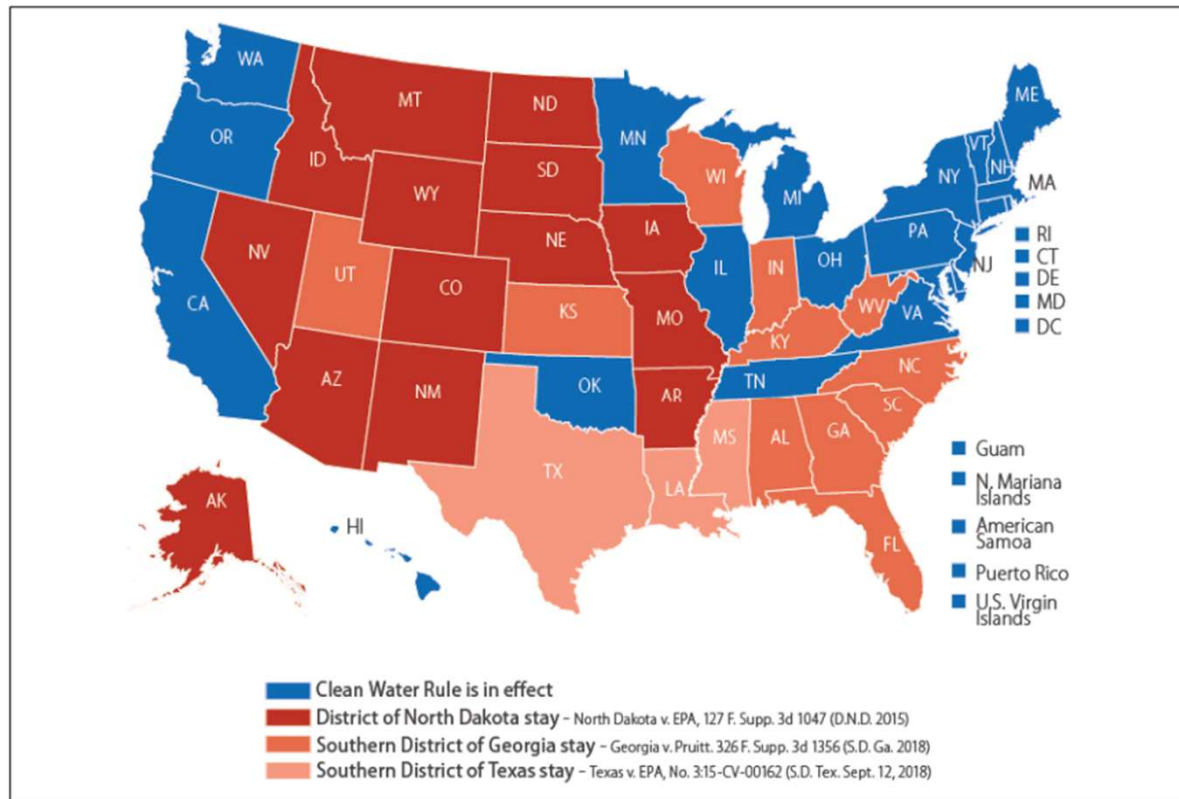 WA
MT
ND
MN
ME
OR
ID
SD
WI
VT
NH
NY
MA
WY
MI
RI
CT
DE
MD
DC
NV
NE
IA
PA
NJ
UT
CO
IL
IN
OH
CA
KS
MO
WV
VA
KY
AZ
NM
OK
AR
TN
NC
SC
TX
MS
AL
GA
LA
FL
AK
HI
Guam
N. Mariana
Islands
American
Samoa
Puerto Rico
U.S. Virgin
Islands
Clean Water Rule is in effect
District of North Dakota stay – North Dakota v. EPA, 127 F. Supp. 3d 1047 (D.N.D. 2015)
Southern District of Georgia stay – Georgia v. Pruitt. 326 F. Supp. 3d 1356 (S.D. Ga. 2018)
Southern District of Texas stay – Texas v. EPA, No. 3:15-CV-00162 (S.D. Tex. Sept. 12, 2018)